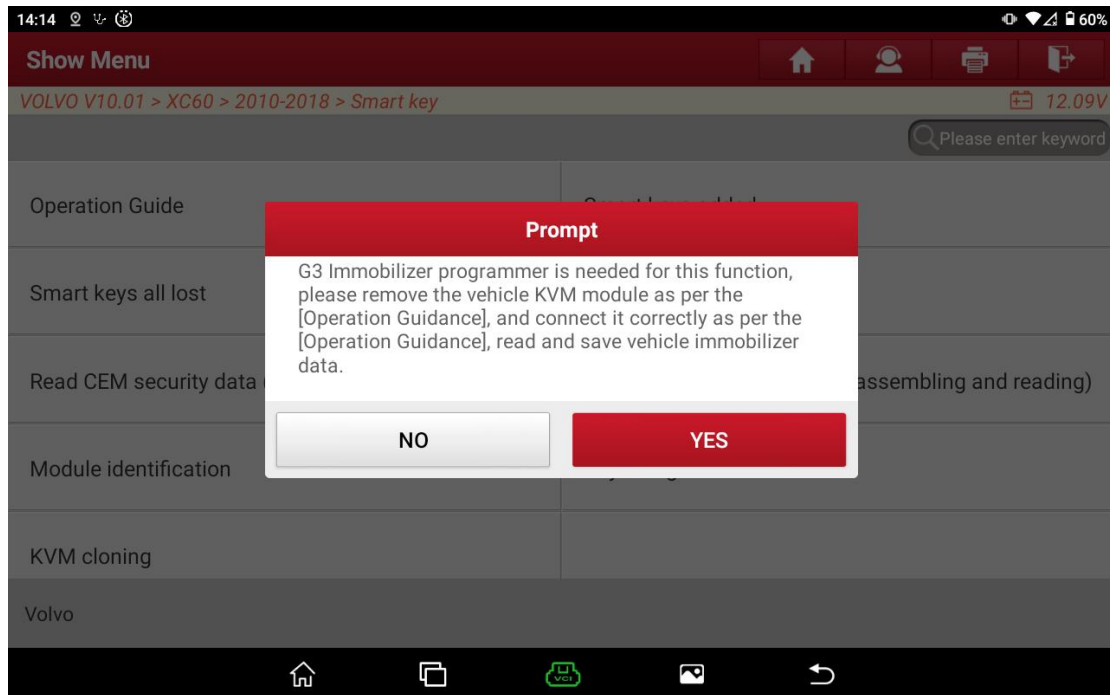 14:14
60%
Show Menu
VOLVO V10.01 > XC60 > 2010-2018 > Smart key
12.09V
Please enter keyword
Operation Guide
Prompt
G3 Immobilizer programmer is needed for this function,
please remove the vehicle KVM module as per the
[Operation Guidance], and connect it correctly as per the
[Operation Guidance], read and save vehicle immobilizer
data.
Smart keys all lost
Read CEM security data
assembling and reading)
NO
YES
Module identification
KVM cloning
Volvo
VCI